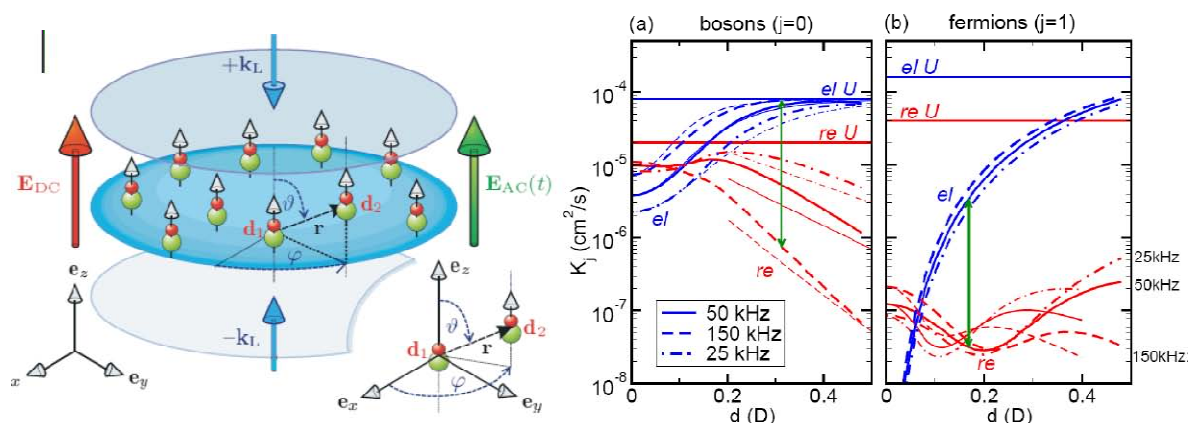 +k_L
E_DC
E_AC(t)
ϑ
d_2
d_1
r
φ
e_z
e_z
ϑ
d_2
d_1
r
x
e_y
−k_L
e_x
φ
e_y
(a) bosons (j=0)
(b) fermions (j=1)
el U
el U
re U
re U
10^-4
10^-5
10^-6
10^-7
10^-8
K_j (cm^2/s)
el
el
re
re
50 kHz
150 kHz
25 kHz
25kHz
50kHz
150kHz
0 0.2 0.4
0 0.2 0.4
d (D)
d (D)